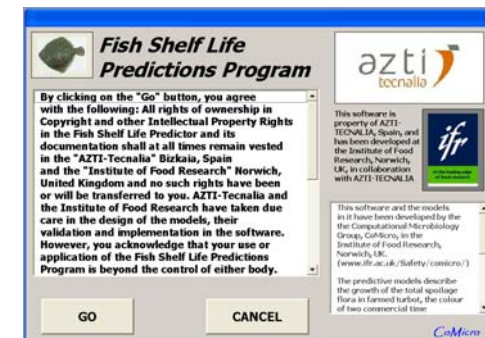 Fish Shelf Life
Predictions Program
By clicking on the "Go" button, you agree
with the following: All rights of ownership in
Copyright and other Intellectual Property Rights
in the Fish Shelf Life Predictor and its
documentation shall at all times remain vested
in the "AZTI-Tecnalia" Bizkaia, Spain
and the "Institute of Food Research" Norwich,
United Kingdom and no such rights have been
or will be transferred to you. AZTI-Tecnalia and
the Institute of Food Research have taken due
care in the design of the models, their
validation and implementation in the software.
However, you acknowledge that your use or
application of the Fish Shelf Life Predictions
Program is beyond the control of either body.
GO
CANCEL
azti
tecnalia
This software is
property of AZTI-
TECNALIA, Spain, and
has been developed at
the Institute of Food
Research, Norwich,
UK, in collaboration
with AZTI-TECNALIA
ifr
at the leading edge
of food research
This software and the models
in it have been developed by the
the Computational Microbiology
Group, CoMicro, in the
Institute of Food Research,
Norwich, UK.
(www.ifr.ac.uk/Safety/comicro/)
The predictive models describe
the growth of the total spoilage
flora in farmed turbot, the colour
of two commercial time
CoMicro